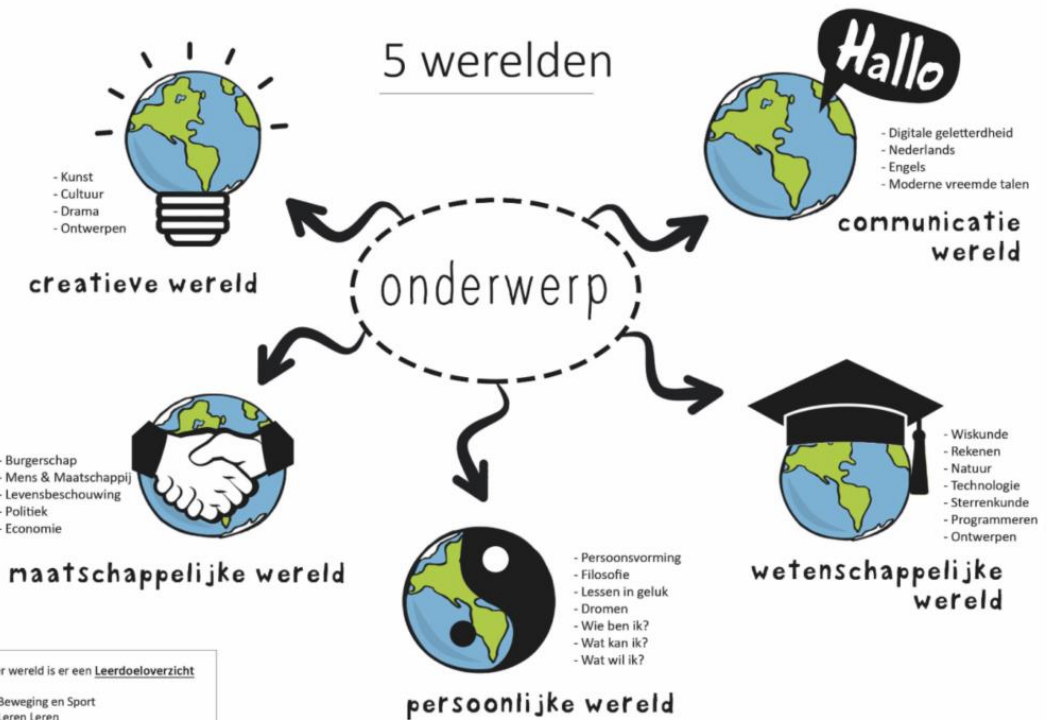 5 werelden
Hallo
- Kunst
- Cultuur
- Drama
- Ontwerpen
creatieve wereld
- Digitale geletterdheid
- Nederlands
- Engels
- Moderne vreemde talen
communicatie
wereld
onderwerp
- Burgerschap
- Mens & Maatschappij
- Levensbeschouwing
- Politiek
- Economie
maatschappelijke wereld
- Persoonsvorming
- Filosofie
- Lessen in geluk
- Dromen
- Wie ben ik?
- Wat kan ik?
- Wat wil ik?
persoonlijke wereld
- Wiskunde
- Rekenen
- Natuur
- Technologie
- Sterrenkunde
- Programmeren
- Ontwerpen
wetenschappelijke
wereld
wereld is er een Leerdoeloverzicht
Beweging en Sport
Leren Leren